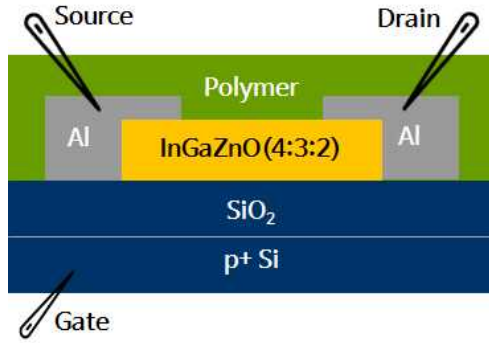 Source
Drain
Polymer
Al
InGaZnO(4:3:2)
Al
SiO₂
p+ Si
Gate